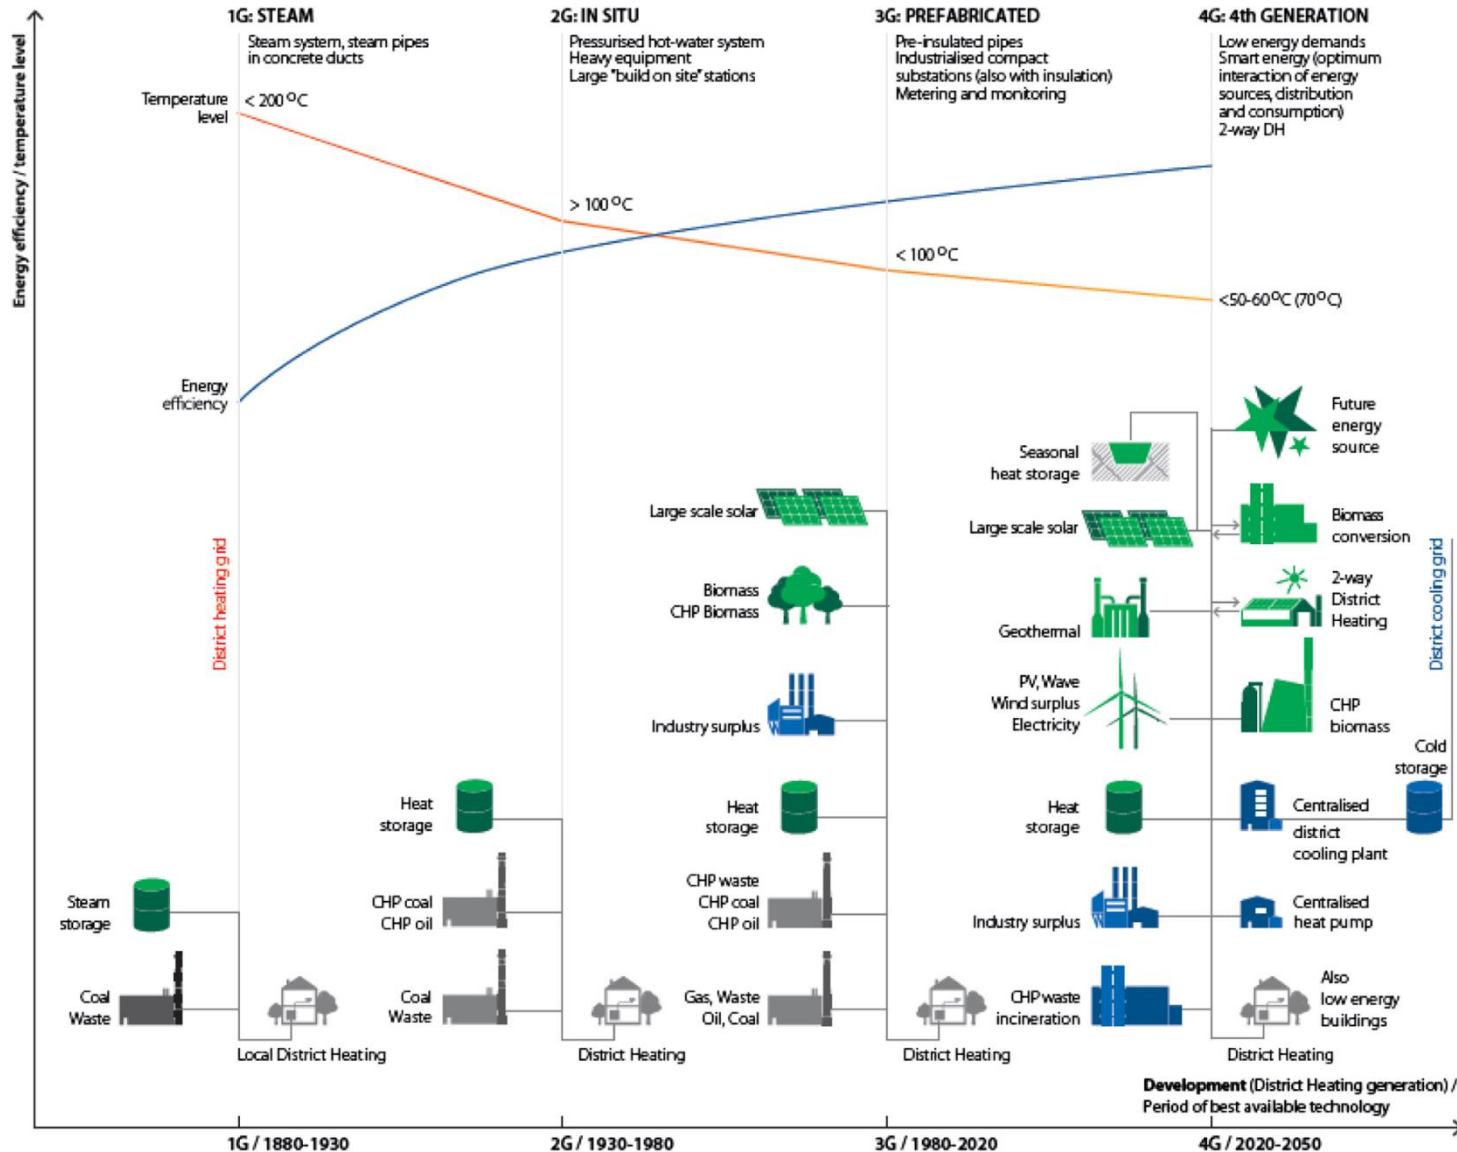 1G: STEAM
Steam system, steam pipes
in concrete ducts
2G: IN SITU
Pressurised hot-water system
Heavy equipment
Large "build on site" stations
3G: PREFABRICATED
Pre-insulated pipes
Industrialised compact
substations (also with insulation)
Metering and monitoring
4G: 4th GENERATION
Low energy demands
Smart energy (optimum
interaction of energy
sources, distribution
and consumption)
2-way DH
Energy efficiency / temperature level
Temperature
level
< 200 °C
> 100 °C
< 100 °C
<50-60°C (70°C)
Energy
efficiency
District heating grid
Steam
storage
Coal
Waste
Local District Heating
Heat
storage
CHP coal
CHP oil
Coal
Waste
District Heating
Large scale solar
Biomass
CHP Biomass
Industry surplus
Heat
storage
CHP waste
CHP coal
CHP oil
Gas, Waste
Oil, Coal
District Heating
Seasonal
heat storage
Large scale solar
Geothermal
PV, Wave
Wind surplus
Electricity
Heat
storage
Industry surplus
CHP waste
incineration
Future
energy
source
Biomass
conversion
2-way
District
Heating
CHP
biomass
Cold
storage
Centralised
district
cooling plant
Centralised
heat pump
Also
low energy
buildings
District Heating
District cooling grid
Development (District Heating generation) /
Period of best available technology
1G / 1880-1930
2G / 1930-1980
3G / 1980-2020
4G / 2020-2050